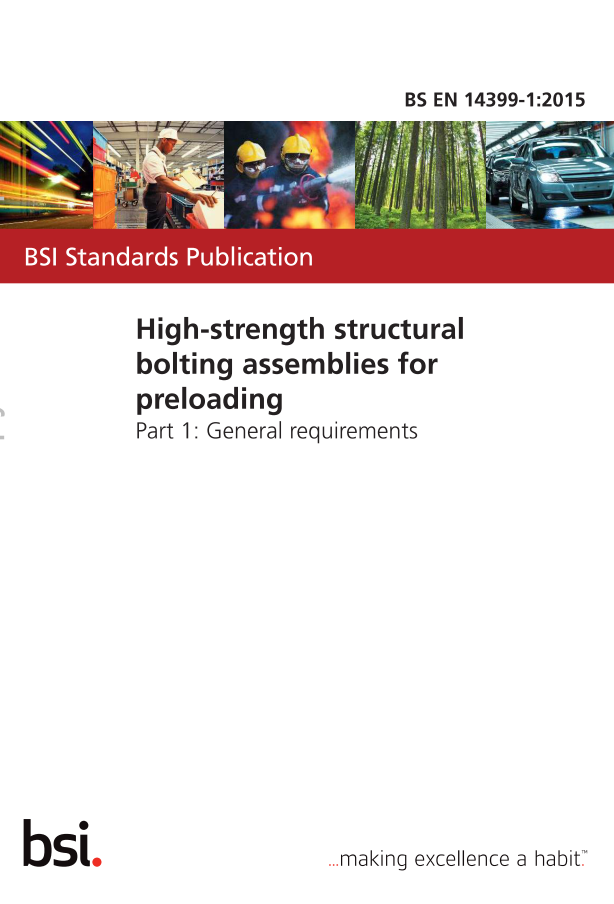 BS EN 14399-1:2015
BSI Standards Publication
High-strength structural
bolting assemblies for
preloading
Part 1: General requirements
bsi.
...making excellence a habit.™